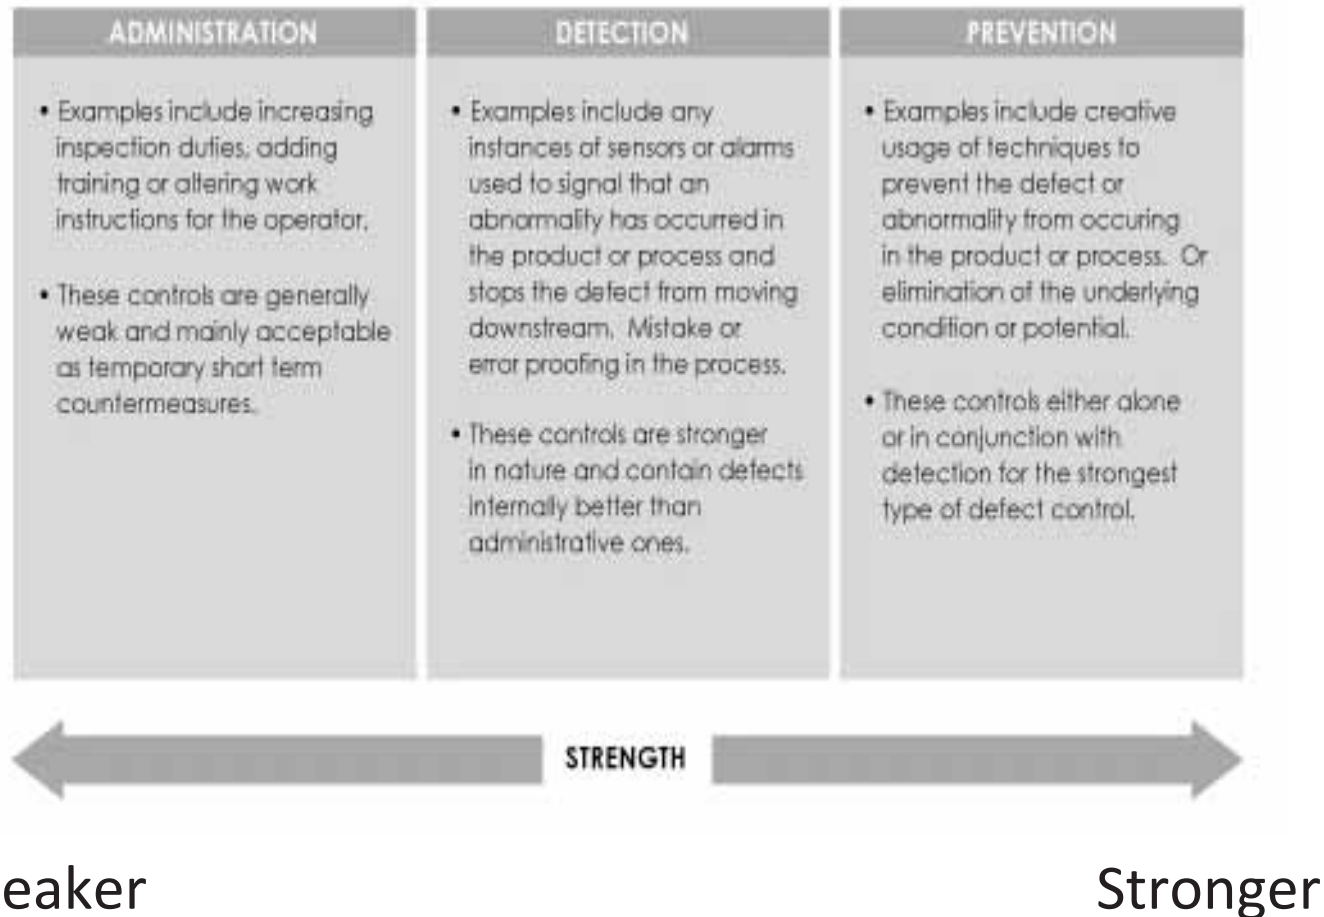 ADMINISTRATION
• Examples include increasing
inspection duties, adding
training or altering work
instructions for the operator.
• These controls are generally
weak and mainly acceptable
as temporary short term
countermeasures.
DETECTION
• Examples include any
instances of sensors or alarms
used to signal that an
abnormality has occurred in
the product or process and
stops the defect from moving
downstream. Mistake or
error proofing in the process.
• These controls are stronger
in nature and contain defects
internally better than
administrative ones.
PREVENTION
• Examples include creative
usage of techniques to
prevent the defect or
abnormality from occuring
in the product or process. Or
elimination of the underlying
condition or potential.
• These controls either alone
or in conjunction with
detection for the strongest
type of defect control.
STRENGTH
eaker
Stronger